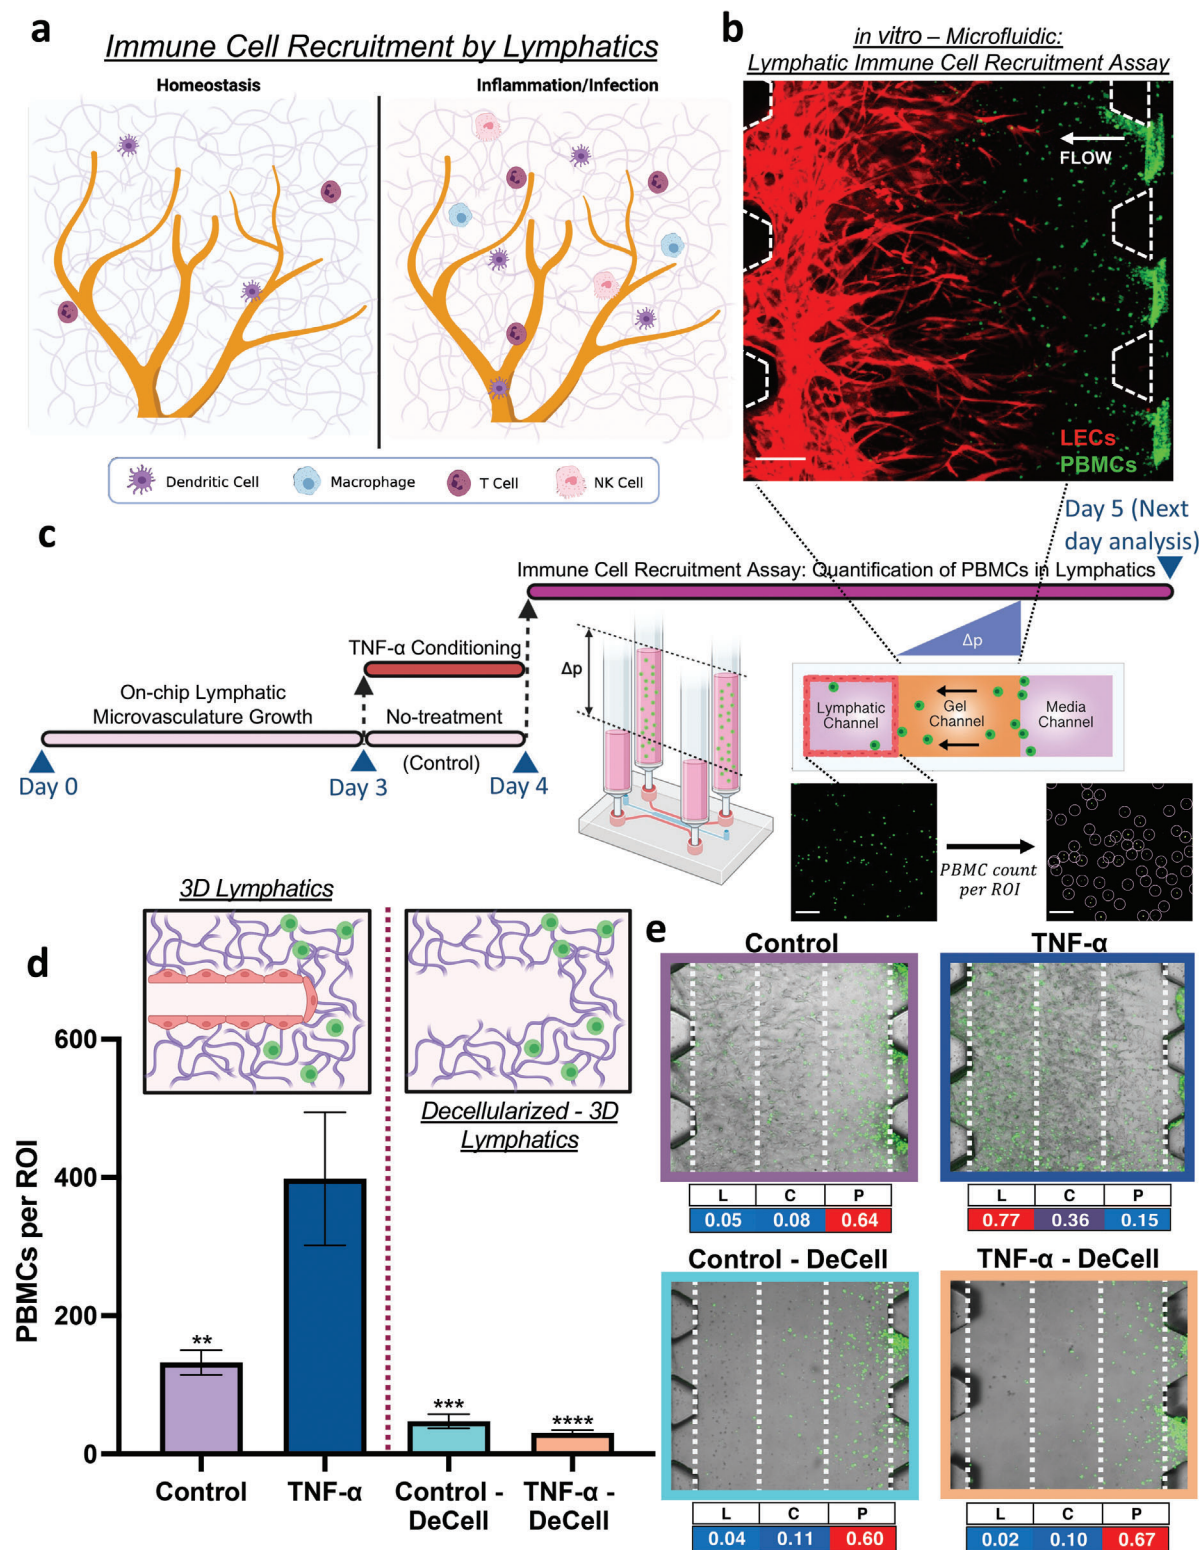 a
Immune Cell Recruitment by Lymphatics
Homeostasis
Inflammation/Infection
Dendritic Cell
Macrophage
T Cell
NK Cell
b
in vitro – Microfluidic:
Lymphatic Immune Cell Recruitment Assay
FLOW
LECs
PBMCs
c
Day 5 (Next
day analysis)
Immune Cell Recruitment Assay: Quantification of PBMCs in Lymphatics
TNF-α Conditioning
On-chip Lymphatic
Microvasculature Growth
No-treatment
(Control)
Day 0
Day 3
Day 4
Δp
Δp
Lymphatic
Channel
Gel
Channel
Media
Channel
PBMC count
per ROI
d
3D Lymphatics
Decellularized - 3D
Lymphatics
PBMCs per ROI
600
400
200
0
**
***
****
Control
TNF-α
Control -
DeCell
TNF-α -
DeCell
e
Control
L C P
0.05 0.08 0.64
TNF-α
L C P
0.77 0.36 0.15
Control - DeCell
L C P
0.04 0.11 0.60
TNF-α - DeCell
L C P
0.02 0.10 0.67